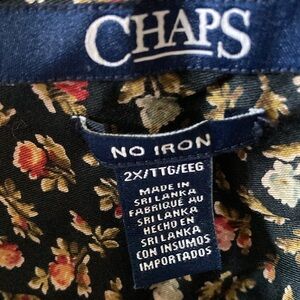 CHAPS
NO IRON
2X/TTG/EEG
MADE IN
SRI LANKA
FABRIQUÉ AU
SRI LANKA
HECHO EN
SRI LANKA
CON INSUMOS
IMPORTADOS